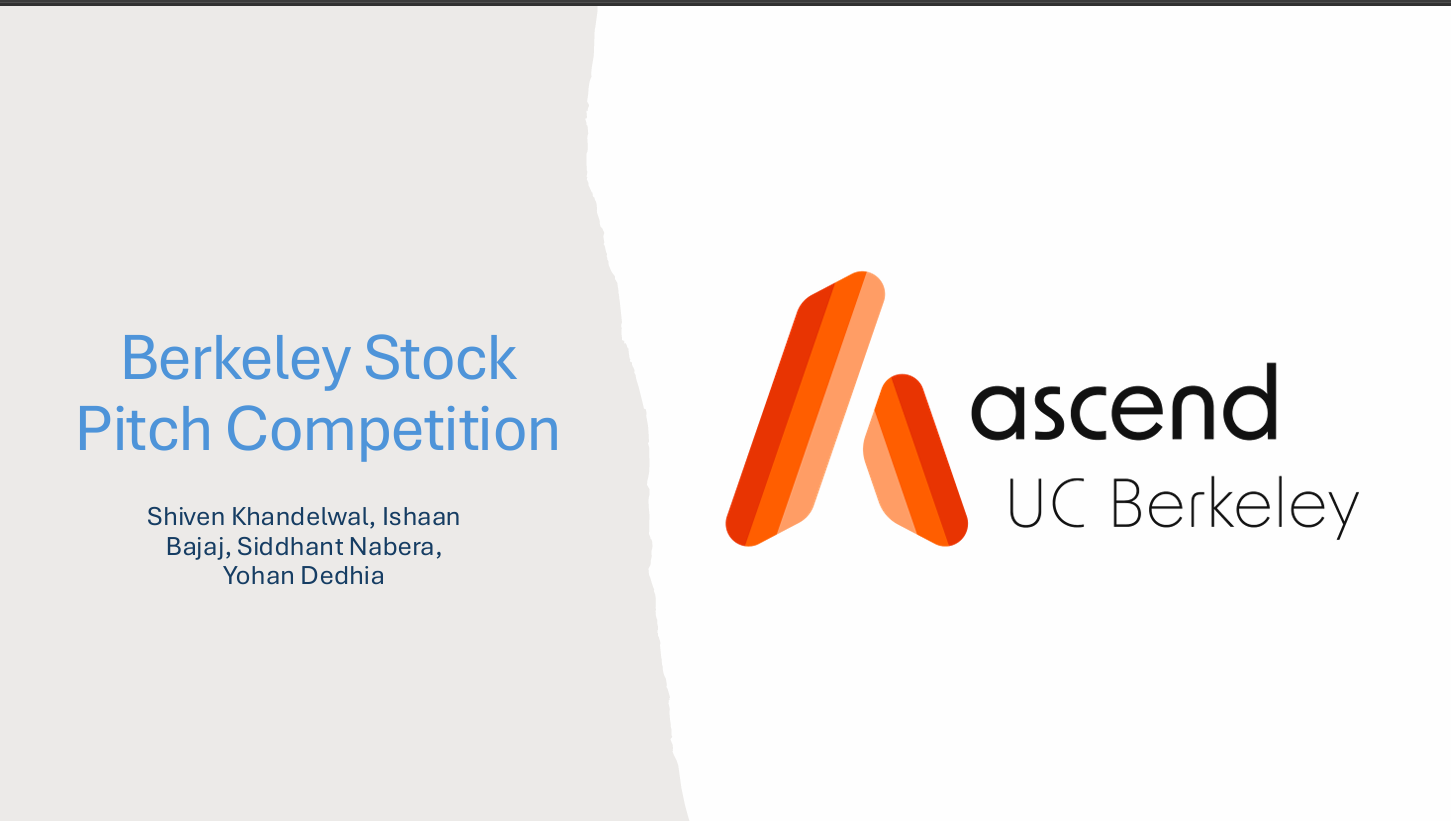 Berkeley Stock
Pitch Competition
Shiven Khandelwal, Ishaan
Bajaj, Siddhant Nabera,
Yohan Dedhia
ascend
UC Berkeley